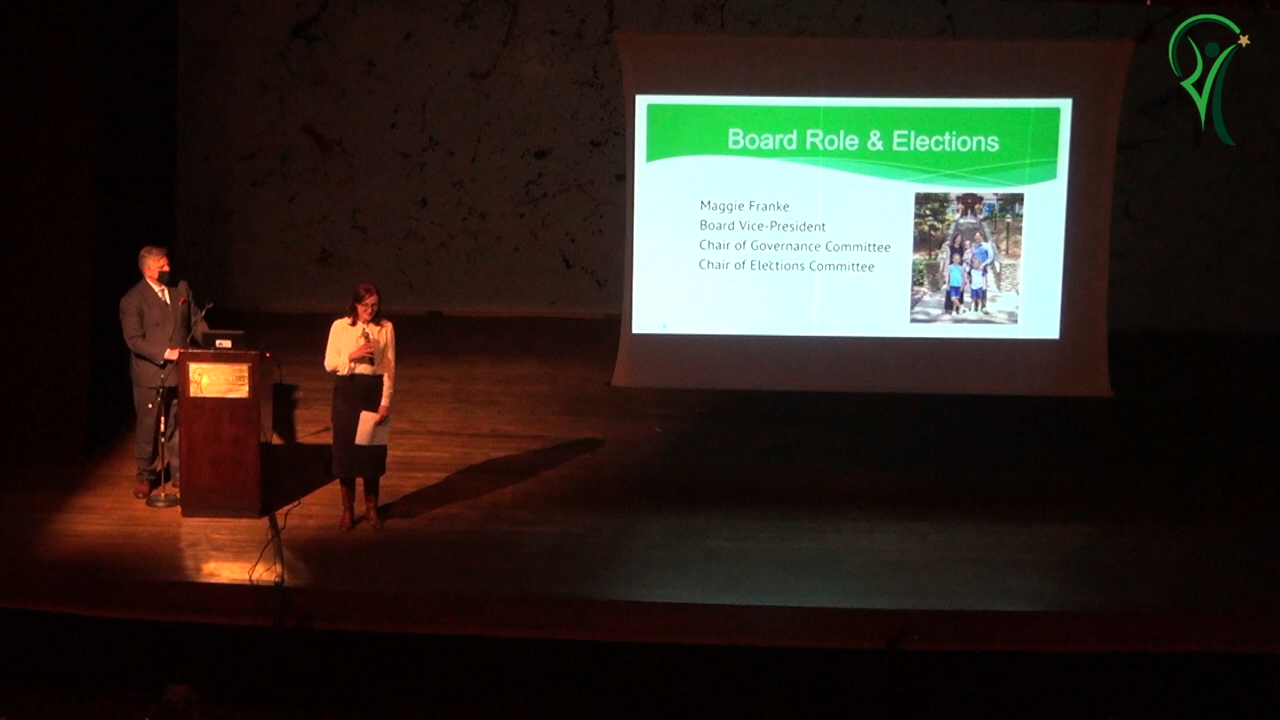 Board Role & Elections
Maggie Franke
Board Vice-President
Chair of Governance Committee
Chair of Elections Committee